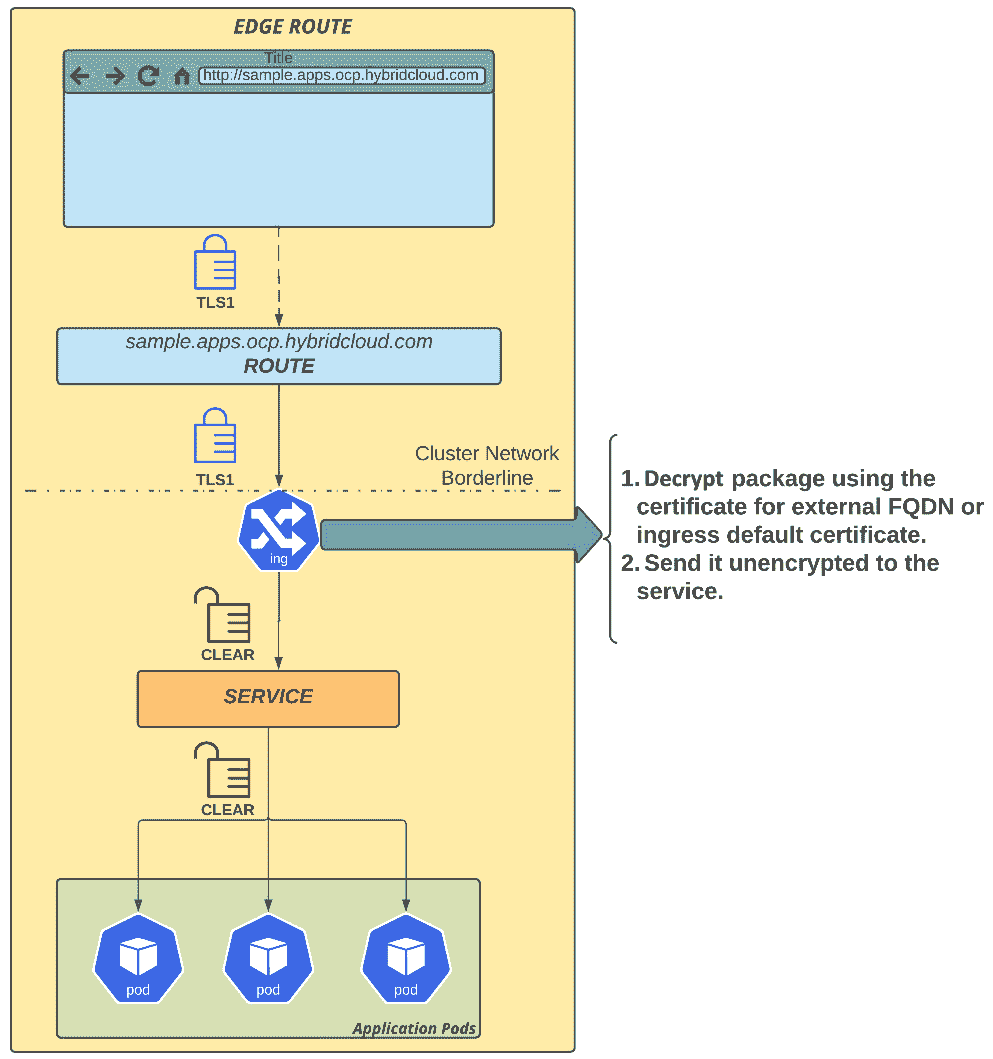 EDGE ROUTE
Title
http://sample.apps.ocp.hybridcloud.com
TLS1
sample.apps.ocp.hybridcloud.com
ROUTE
TLS1
Cluster Network
Borderline
ing
1. Decrypt package using the
certificate for external FQDN or
ingress default certificate.
2. Send it unencrypted to the
service.
CLEAR
SERVICE
CLEAR
pod
pod
pod
Application Pods